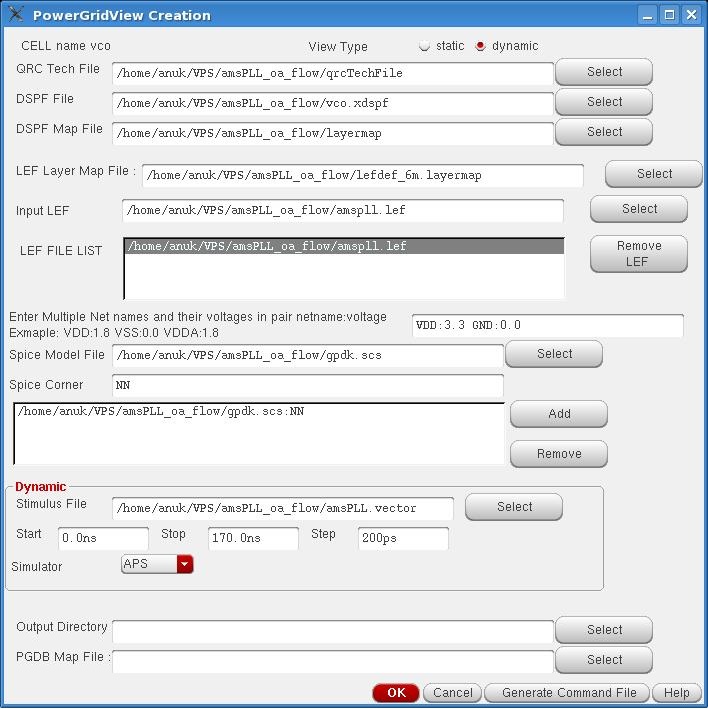 PowerGridView Creation
CELL name vco View Type static dynamic
QRC Tech File /home/anuk/VPS/amsPLL_oa_flow/qrcTechFile Select
DSPF File /home/anuk/VPS/amsPLL_oa_flow/vco.xdspf Select
DSPF Map File /home/anuk/VPS/amsPLL_oa_flow/layermap Select
LEF Layer Map File : /home/anuk/VPS/amsPLL_oa_flow/lefdef_6m.layermap Select
Input LEF /home/anuk/VPS/amsPLL_oa_flow/amspll.lef Select
LEF FILE LIST /home/anuk/VPS/amsPLL_oa_flow/amspll.lef Remove
LEF
Enter Multiple Net names and their voltages in pair netname:voltage
Exmaple: VDD:1.8 VSS:0.0 VDDA:1.8 VDD:3.3 GND:0.0
Spice Model File /home/anuk/VPS/amsPLL_oa_flow/gpdk.scs Select
Spice Corner NN
/home/anuk/VPS/amsPLL_oa_flow/gpdk.scs:NN Add
Remove
Dynamic
Stimulus File /home/anuk/VPS/amsPLL_oa_flow/amsPLL.vector Select
Start 0.0ns Stop 170.0ns Step 200ps
Simulator APS
Output Directory Select
PGDB Map File : Select
OK Cancel Generate Command File Help